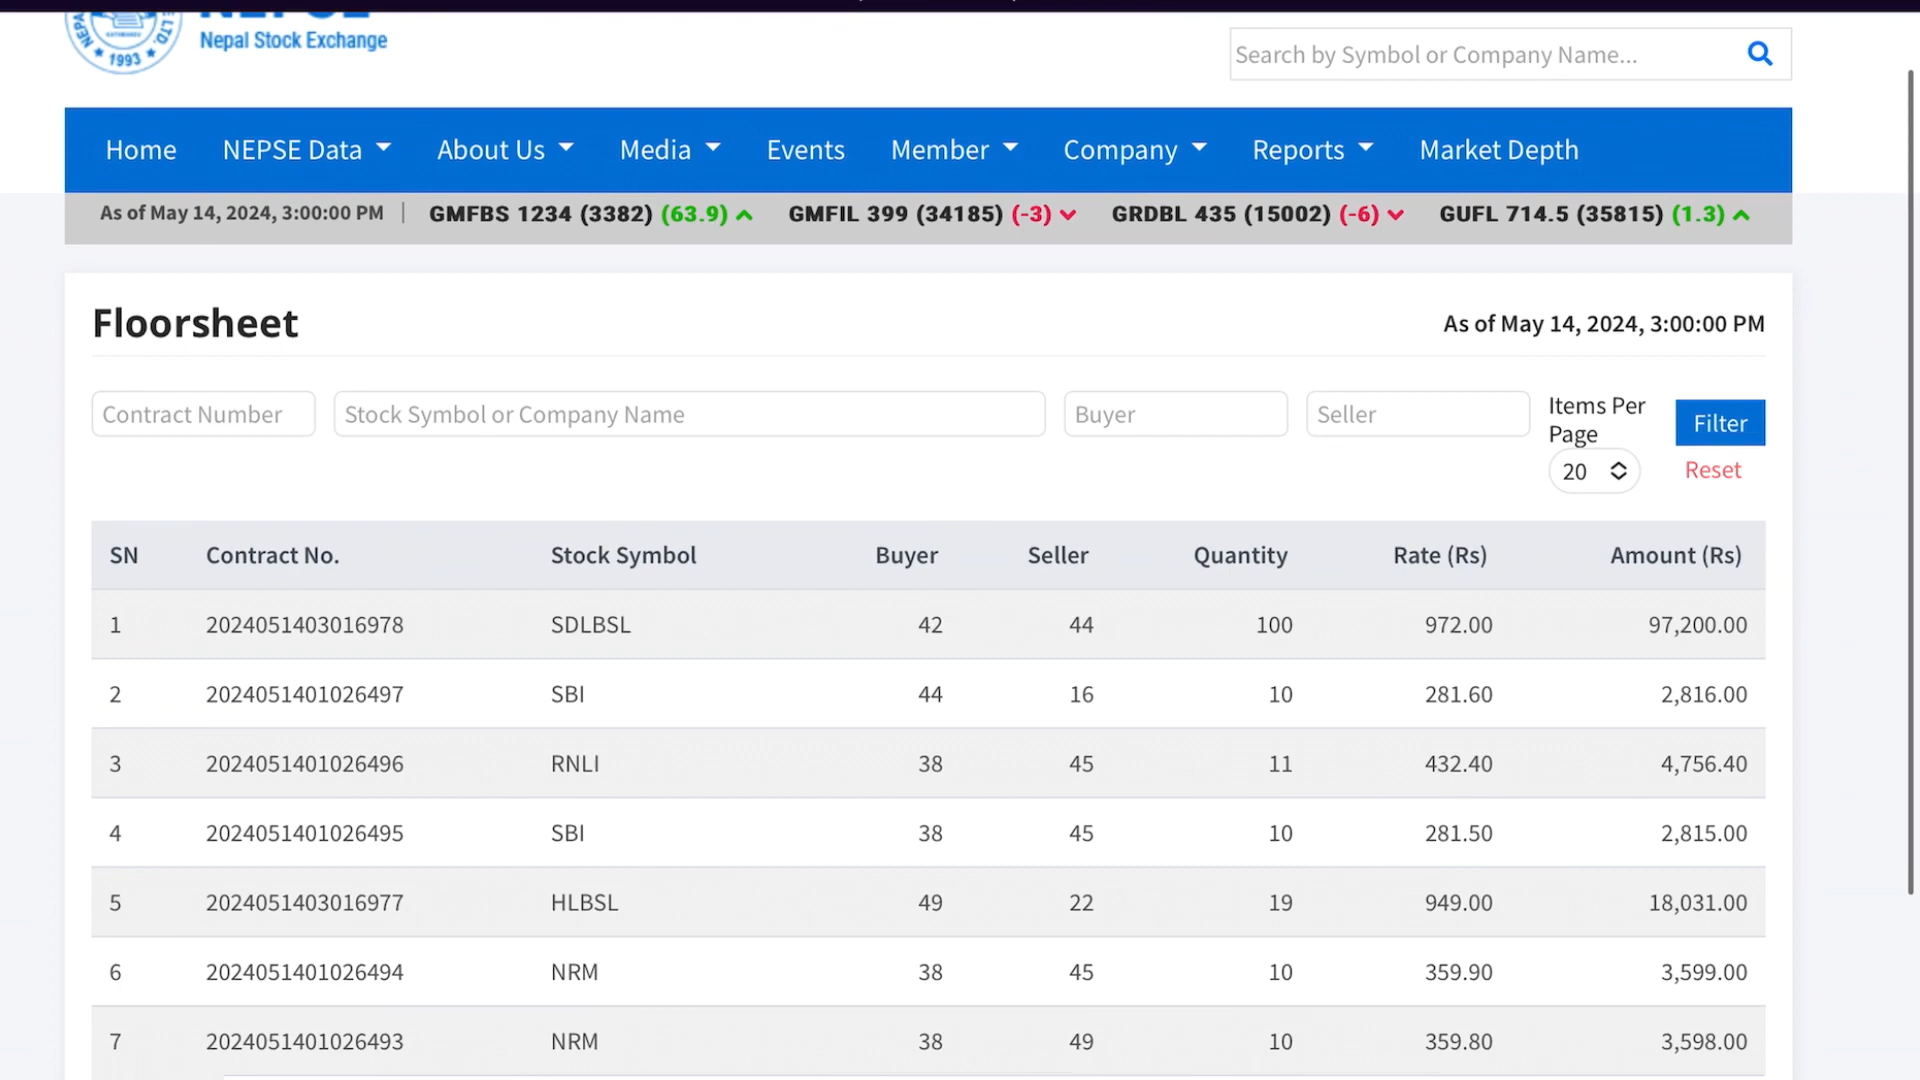 NEPSE
Nepal Stock Exchange
1993
Search by Symbol or Company Name...
Home NEPSE Data About Us Media Events Member Company Reports Market Depth
As of May 14, 2024, 3:00:00 PM | GMFBS 1234 (3382) (63.9) GMFIL 399 (34185) (-3) GRDBL 435 (15002) (-6) GUFL 714.5 (35815) (1.3)
Floorsheet As of May 14, 2024, 3:00:00 PM
Contract Number Stock Symbol or Company Name Buyer Seller Items Per Page 20 Filter
Reset
SN Contract No. Stock Symbol Buyer Seller Quantity Rate (Rs) Amount (Rs)
1 2024051403016978 SDLBSL 42 44 100 972.00 97,200.00
2 2024051401026497 SBI 44 16 10 281.60 2,816.00
3 2024051401026496 RNLI 38 45 11 432.40 4,756.40
4 2024051401026495 SBI 38 45 10 281.50 2,815.00
5 2024051403016977 HLBSL 49 22 19 949.00 18,031.00
6 2024051401026494 NRM 38 45 10 359.90 3,599.00
7 2024051401026493 NRM 38 49 10 359.80 3,598.00